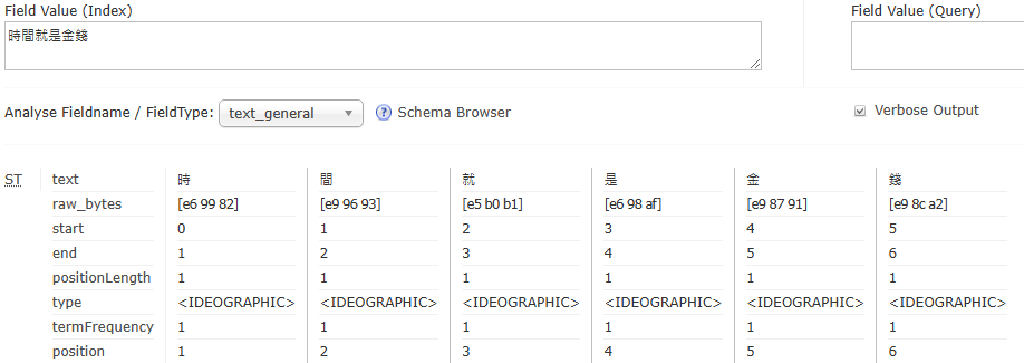 Field Value (Index) Field Value (Query)
時間就是金錢
Analyse Fieldname / FieldType: text_general ? Schema Browser Verbose Output
ST text 時 間 就 是 金 錢
raw_bytes [e6 99 82] [e9 96 93] [e5 b0 b1] [e6 98 af] [e9 87 91] [e9 8c a2]
start 0 1 2 3 4 5
end 1 2 3 4 5 6
positionLength 1 1 1 1 1 1
type <IDEOGRAPHIC> <IDEOGRAPHIC> <IDEOGRAPHIC> <IDEOGRAPHIC> <IDEOGRAPHIC> <IDEOGRAPHIC>
termFrequency 1 1 1 1 1 1
position 1 2 3 4 5 6